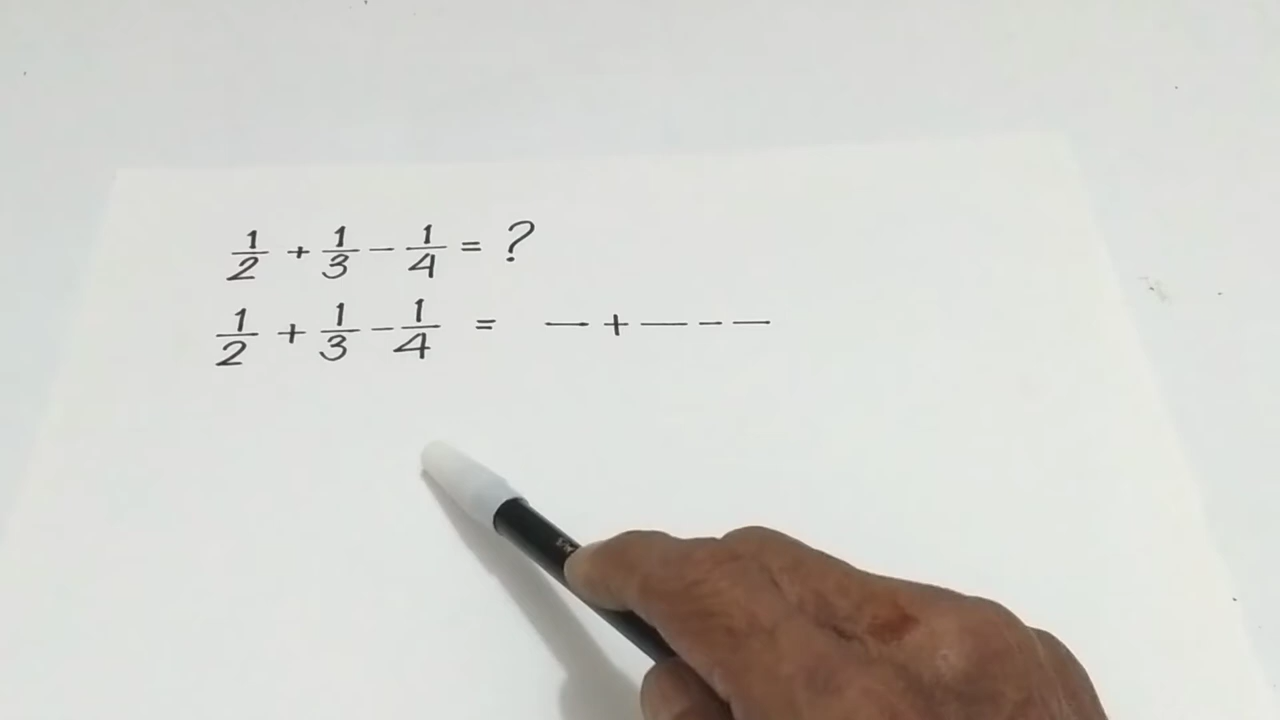 1/2 + 1/3 - 1/4 = ?
1/2 + 1/3 - 1/4 = — + — - —